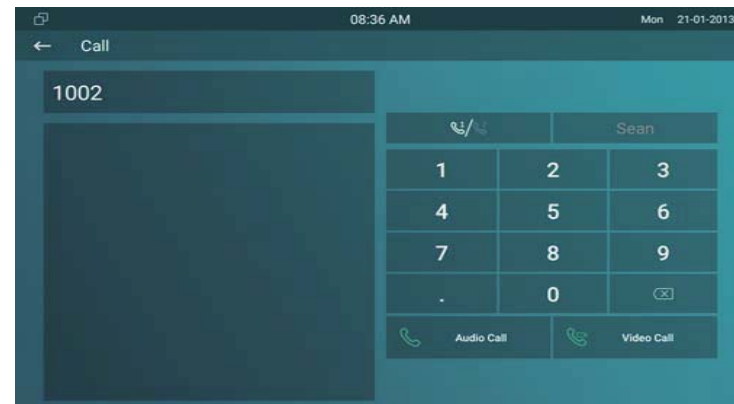 08:36 AM Mon 21-01-2013
← Call
1002
/ Sean
1 2 3
4 5 6
7 8 9
. 0
Audio Call Video Call